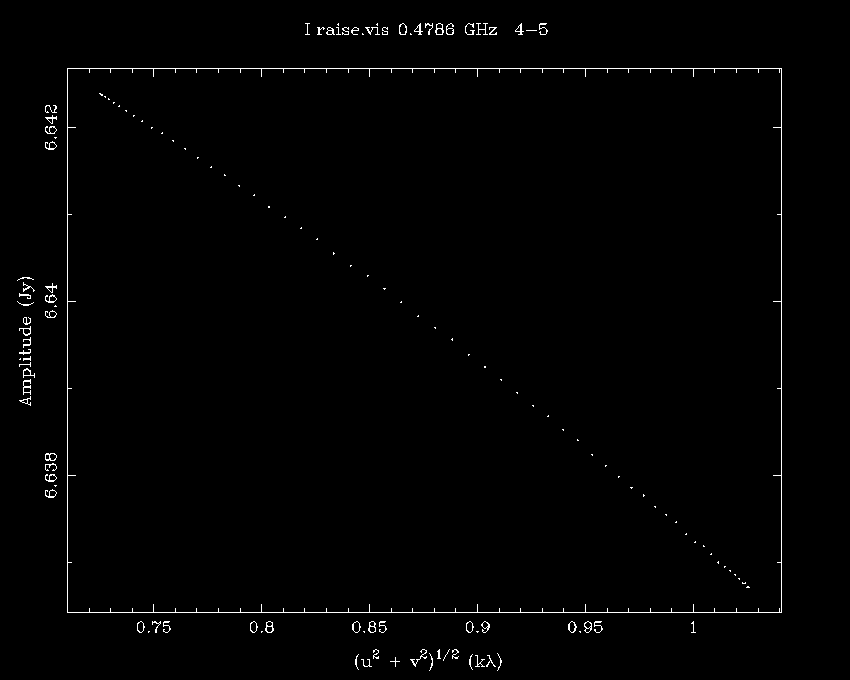 I raise.vis 0.4786 GHz 4−5
6.642
6.64
6.638
Amplitude (Jy)
0.75 0.8 0.85 0.9 0.95 1
(u² + v²)¹/² (kλ)